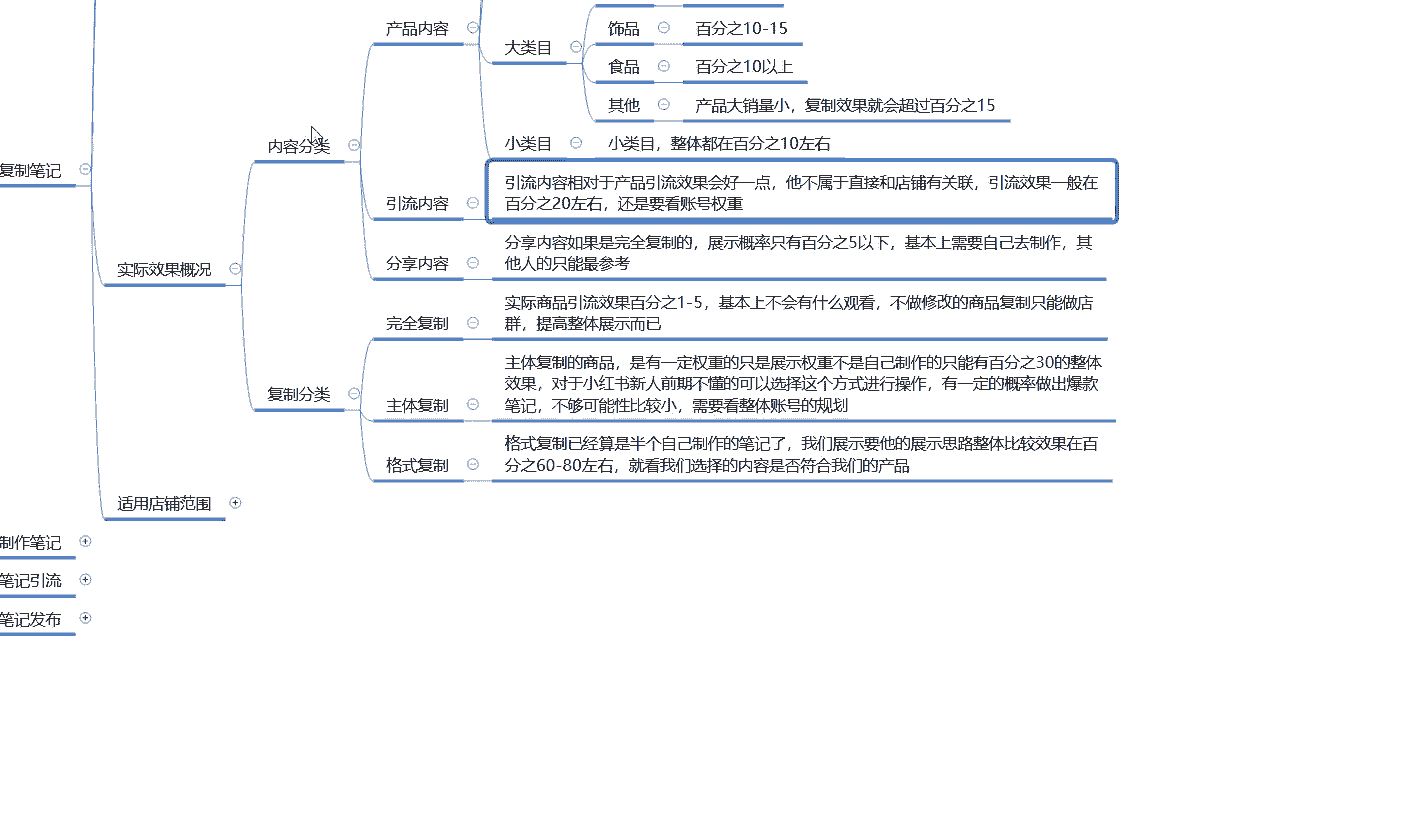 产品内容
大类目
饰品
百分之10-15
食品
百分之10以上
其他
产品大销量小，复制效果就会超过百分之15
小类目
小类目，整体都在百分之10左右
内容分类
复制笔记
引流内容
引流内容相对于产品引流效果会好一点，他不属于直接和店铺有关联，引流效果一般在
百分之20左右，还是要看账号权重
分享内容
分享内容如果是完全复制的，展示概率只有百分之5以下，基本上需要自己去制作，其
他人的只能最参考
实际效果概况
完全复制
实际商品引流效果百分之1-5，基本上不会有什么观看，不做修改的商品复制只能做店
群，提高整体展示而已
复制分类
主体复制
主体复制的商品，是有一定权重的只是展示权重不是自己制作的只能有百分之30的整体
效果，对于小红书新人前期不懂的可以选择这个方式进行操作，有一定的概率做出爆款
笔记，不够可能性比较小，需要看整体账号的规划
格式复制
格式复制已经算是半个自己制作的笔记了，我们展示要他的展示思路整体比较效果在百
分之60-80左右，就看我们选择的内容是否符合我们的产品
适用店铺范围
制作笔记
笔记引流
笔记发布